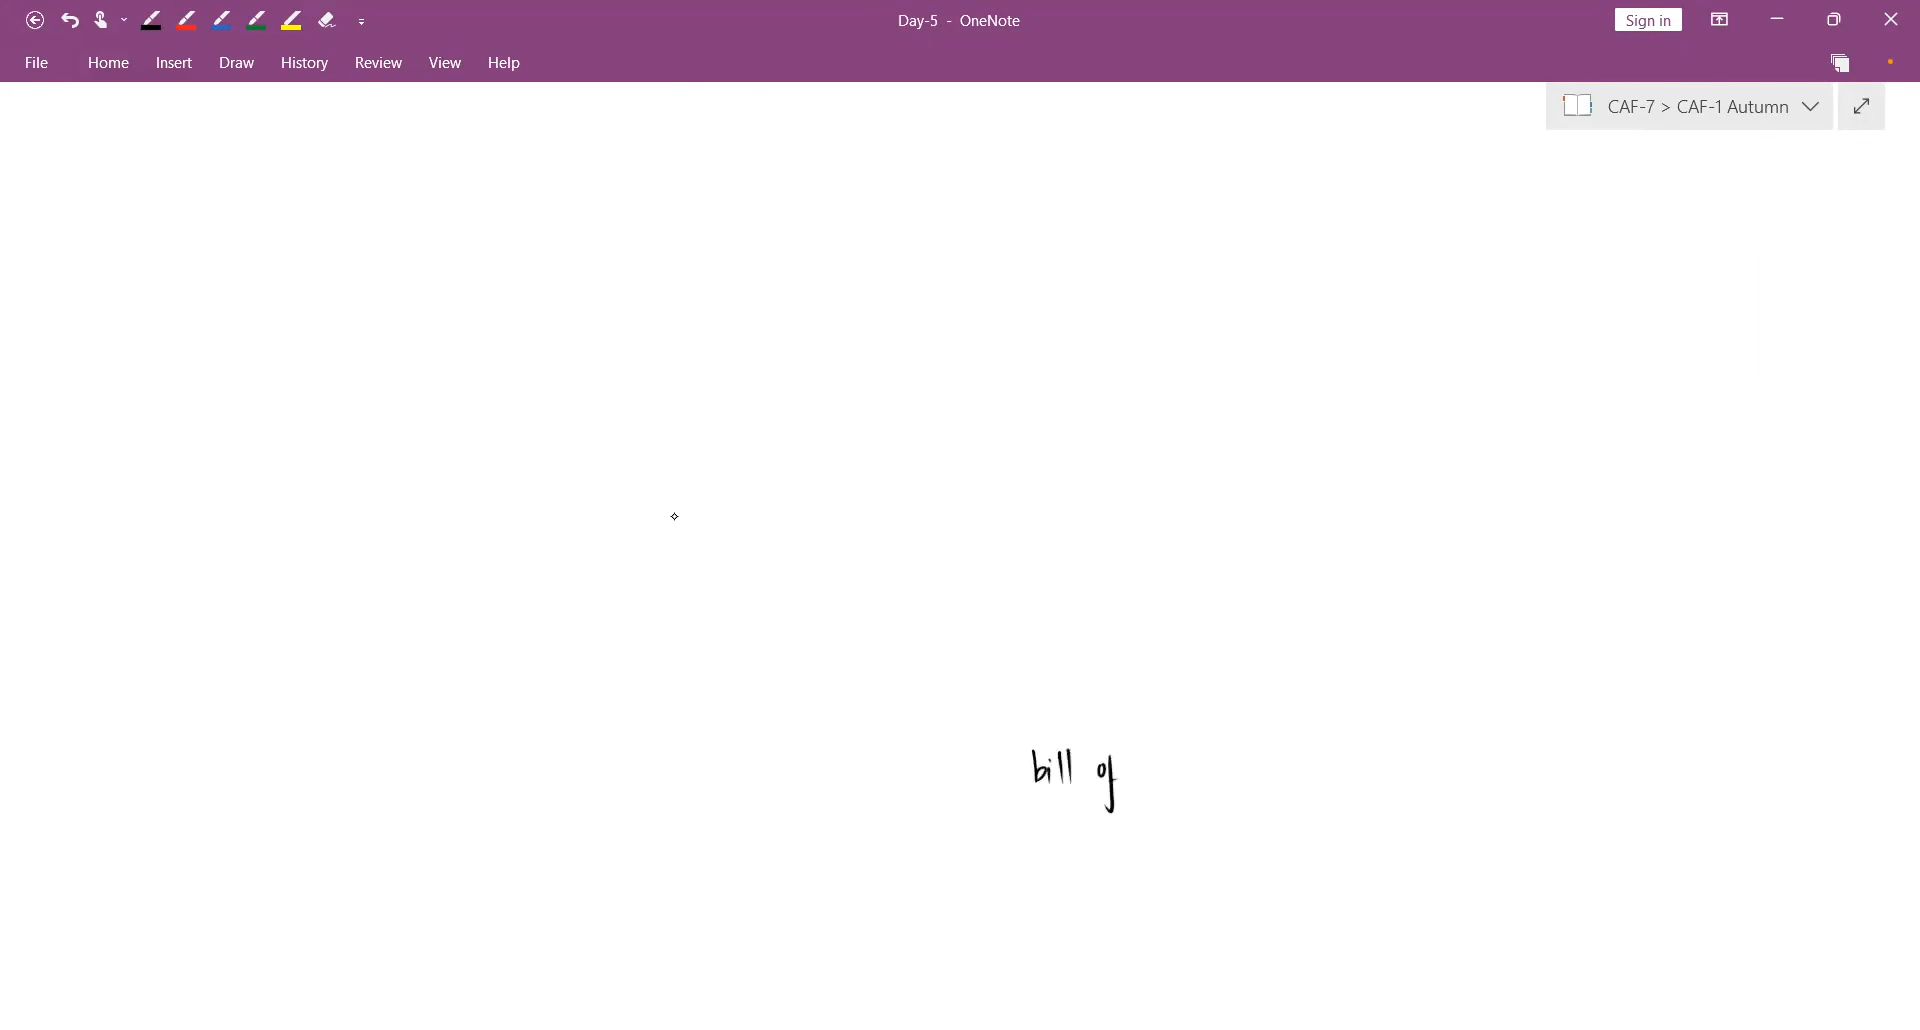 Day-5 - OneNote
Sign in
File Home Insert Draw History Review View Help
CAF-7 > CAF-1 Autumn
bill of